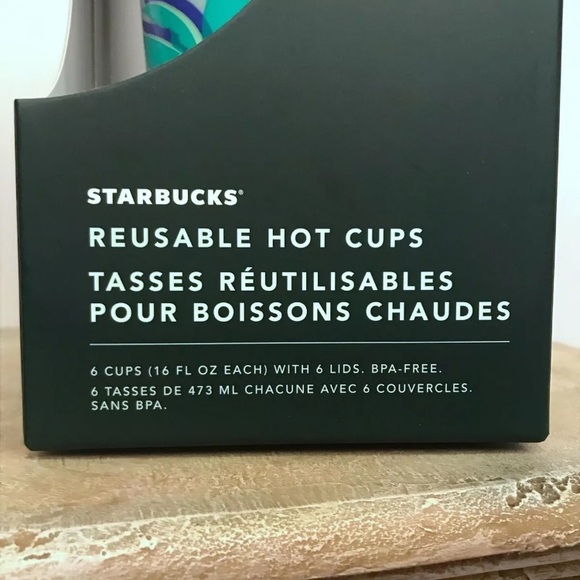 STARBUCKS®
REUSABLE HOT CUPS
TASSES RÉUTILISABLES
POUR BOISSONS CHAUDES
6 CUPS (16 FL OZ EACH) WITH 6 LIDS. BPA-FREE.
6 TASSES DE 473 ML CHACUNE AVEC 6 COUVERCLES.
SANS BPA.